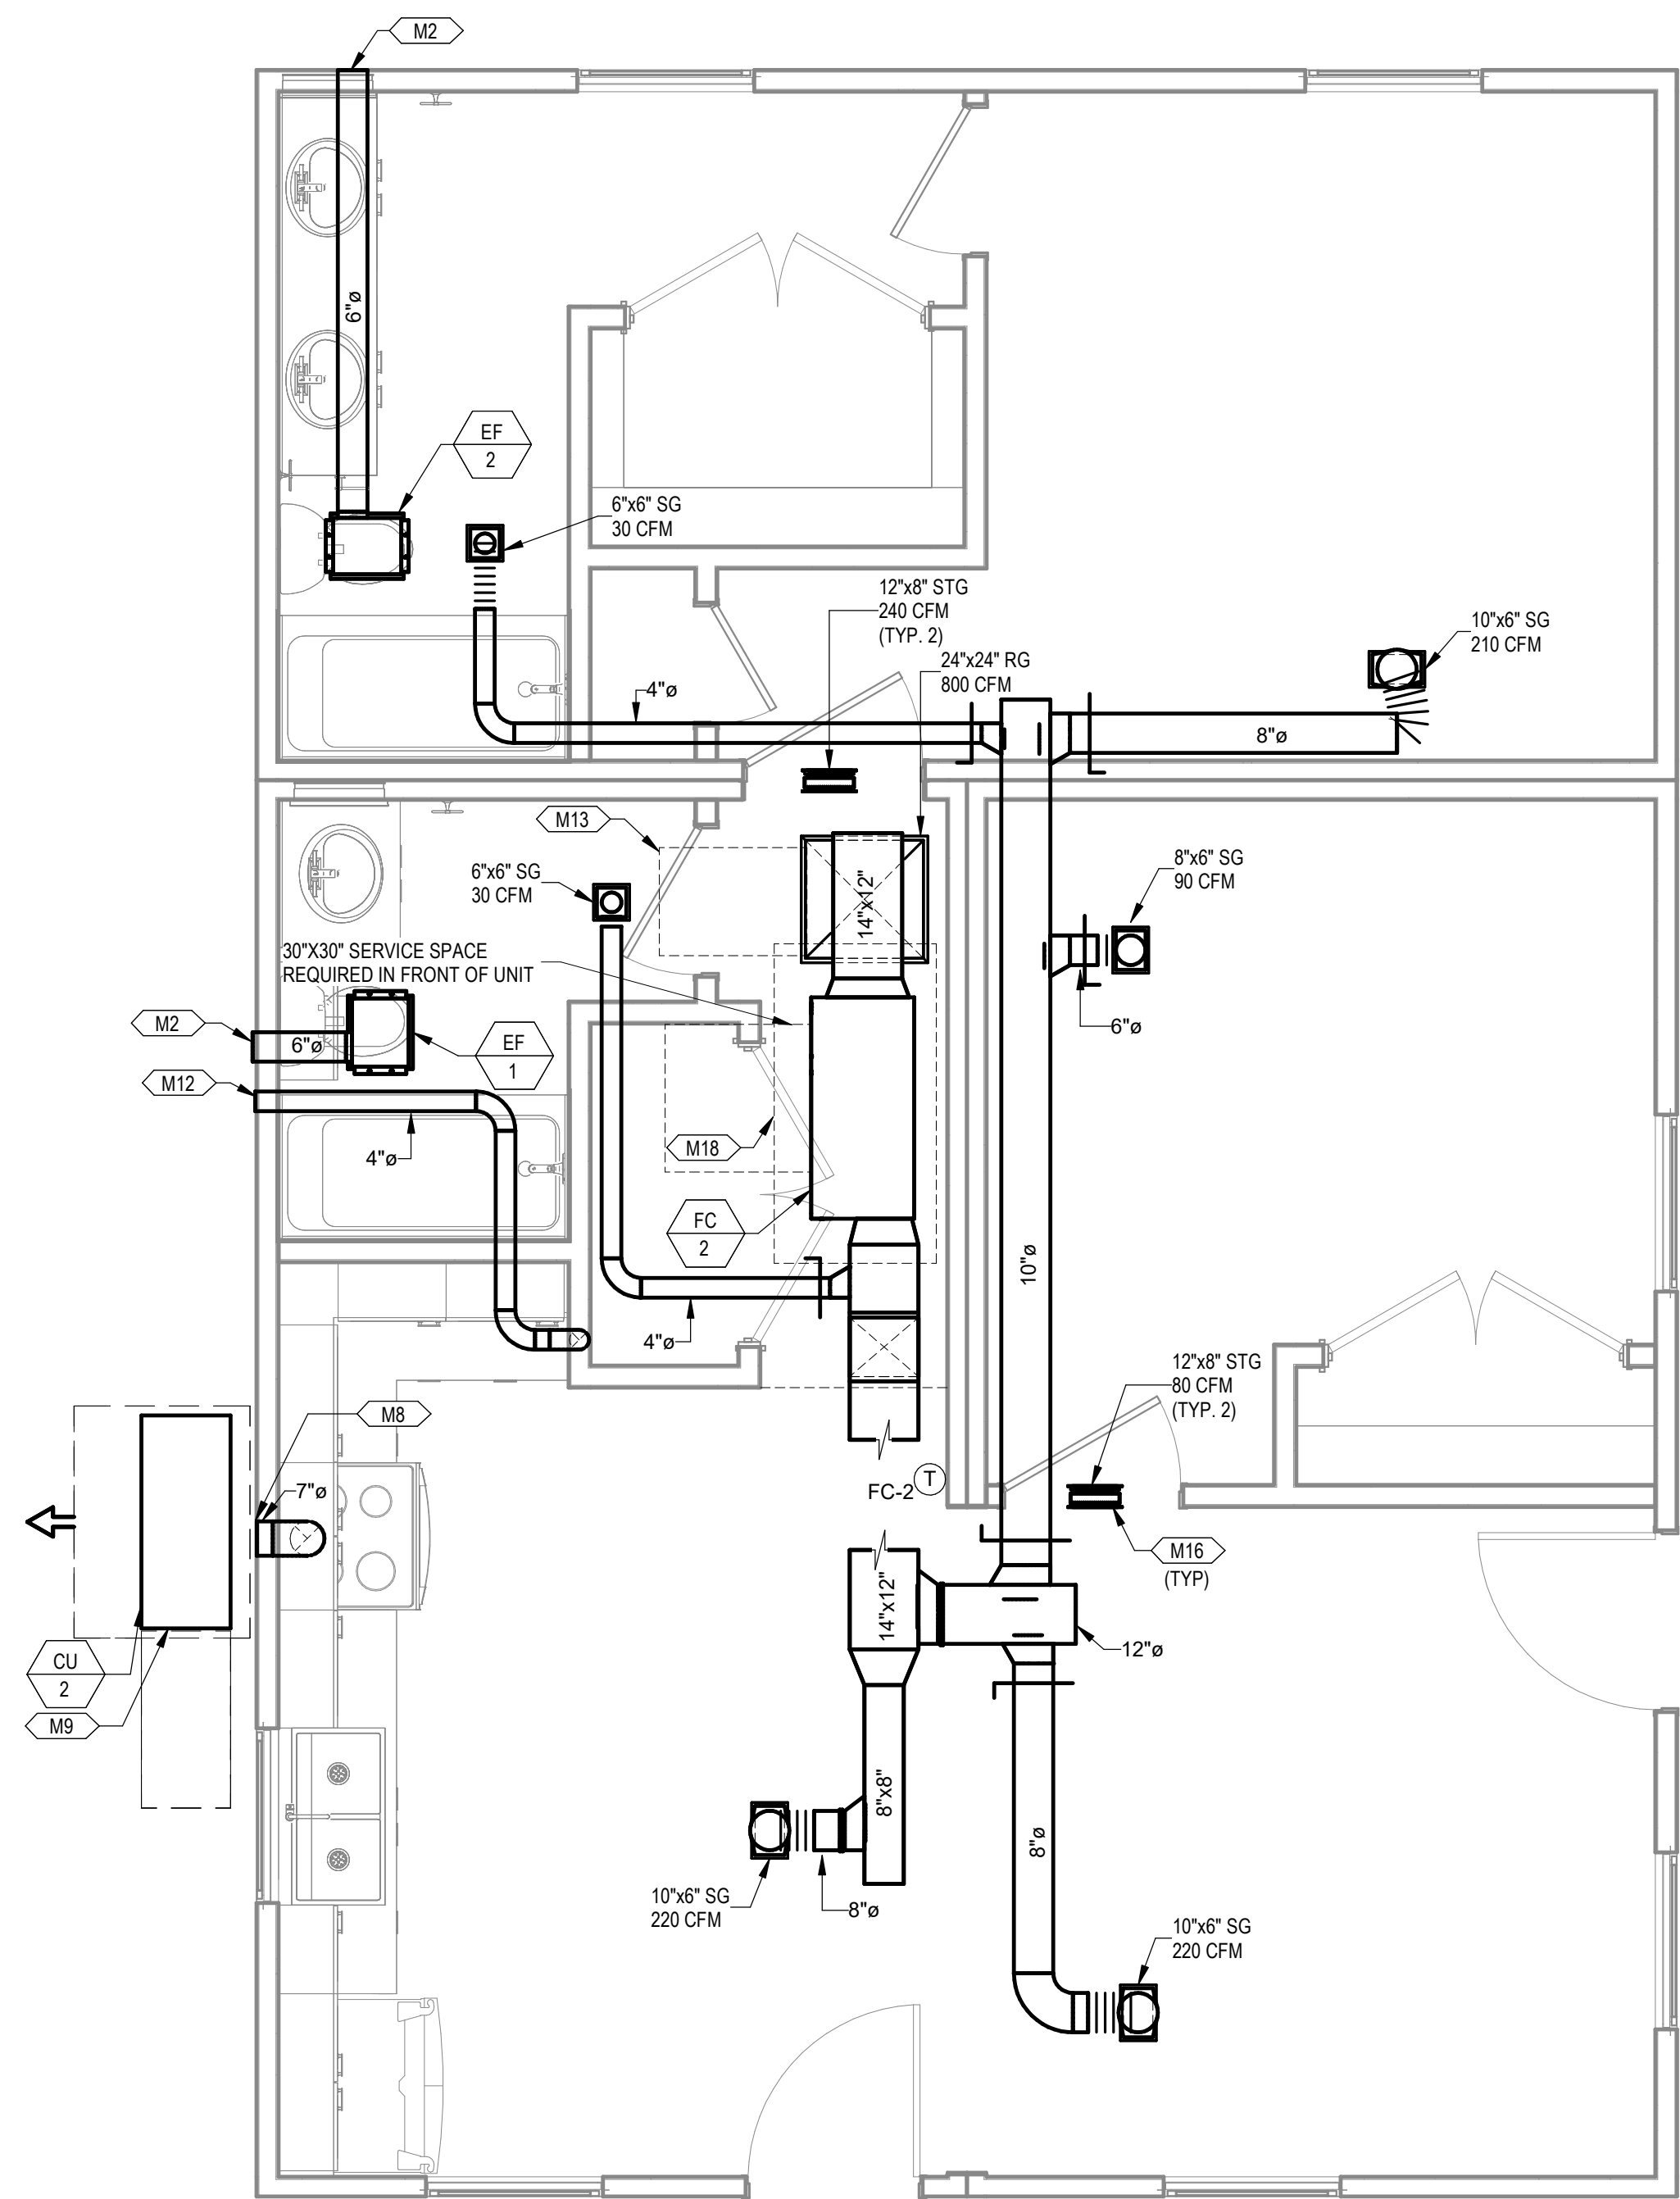 M2
6"ø
EF
2
6"x6" SG
30 CFM
12"x8" STG
240 CFM
(TYP. 2)
10"x6" SG
210 CFM
24"x24" RG
800 CFM
4"ø
8"ø
M13
6"x6" SG
30 CFM
14"x12"
8"x6" SG
90 CFM
30"X30" SERVICE SPACE
REQUIRED IN FRONT OF UNIT
M2
6"ø
EF
1
6"ø
M12
4"ø
M18
FC
2
10"ø
4"ø
12"x8" STG
80 CFM
(TYP. 2)
M8
7"ø
FC-2
T
M16
(TYP)
14"x12"
12"ø
CU
2
M9
8"x8"
8"ø
10"x6" SG
220 CFM
8"ø
10"x6" SG
220 CFM